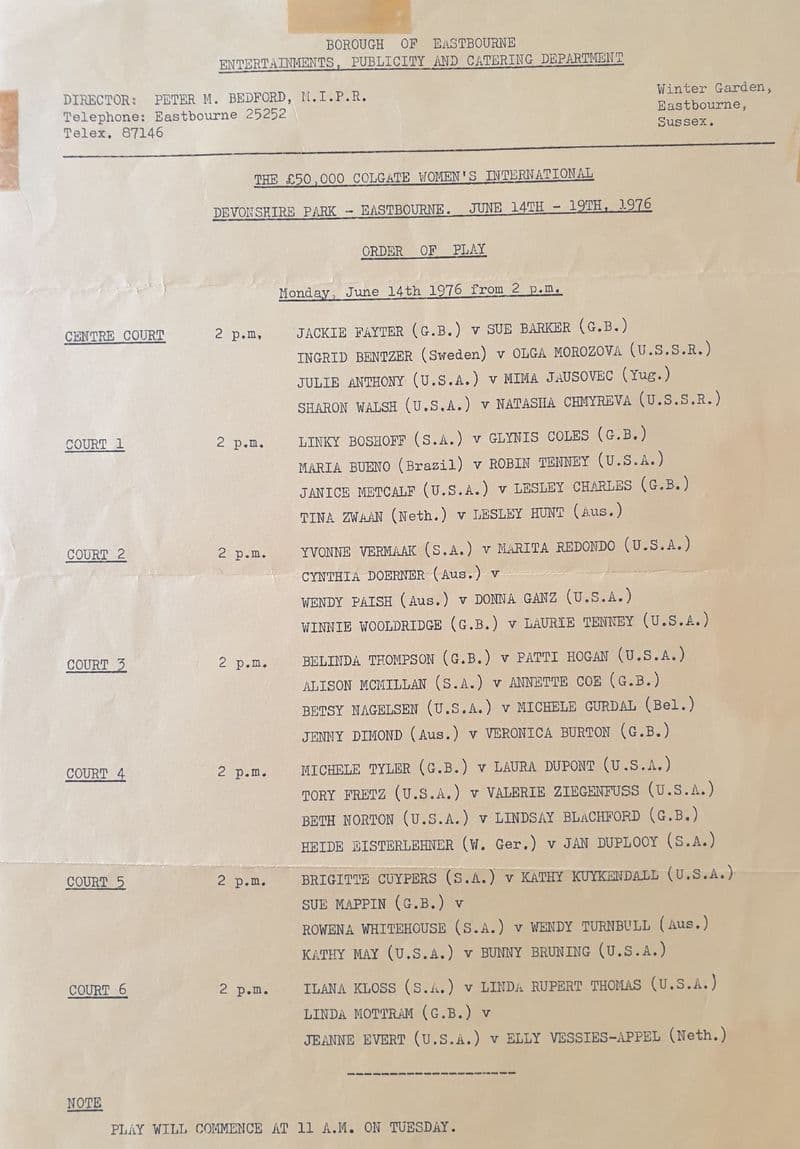 BOROUGH OF EASTBOURNE
ENTERTAINMENTS, PUBLICITY AND CATERING DEPARTMENT
DIRECTOR: PETER M. BEDFORD, M.I.P.R.
Telephone: Eastbourne 25252
Telex. 87146
Winter Garden,
Eastbourne,
Sussex.
THE £50,000 COLGATE WOMEN'S INTERNATIONAL
DEVONSHIRE PARK - EASTBOURNE. JUNE 14TH - 19TH, 1976
ORDER OF PLAY
Monday, June 14th 1976 from 2 p.m.
CENTRE COURT 2 p.m, JACKIE FAYTER (G.B.) v SUE BARKER (G.B.)
INGRID BENTZER (Sweden) v OLGA MOROZOVA (U.S.S.R.)
JULIE ANTHONY (U.S.A.) v MIMA JAUSOVEC (Yug.)
SHARON WALSH (U.S.A.) v NATASHA CHMYREVA (U.S.S.R.)
COURT 1 2 p.m. LINKY BOSHOFF (S.A.) v GLYNIS COLES (G.B.)
MARIA BUENO (Brazil) v ROBIN TENNEY (U.S.A.)
JANICE METCALF (U.S.A.) v LESLEY CHARLES (G.B.)
TINA ZWAAN (Neth.) v LESLEY HUNT (Aus.)
COURT 2 2 p.m. YVONNE VERMAAK (S.A.) v MARITA REDONDO (U.S.A.)
CYNTHIA DOERNER (Aus.) v
WENDY PAISH (Aus.) v DONNA GANZ (U.S.A.)
WINNIE WOOLDRIDGE (G.B.) v LAURIE TENNEY (U.S.A.)
COURT 3 2 p.m. BELINDA THOMPSON (G.B.) v PATTI HOGAN (U.S.A.)
ALISON MCMILLAN (S.A.) v ANNETTE COE (G.B.)
BETSY NAGELSEN (U.S.A.) v MICHELE GURDAL (Bel.)
JENNY DIMOND (Aus.) v VERONICA BURTON (G.B.)
COURT 4 2 p.m. MICHELE TYLER (G.B.) v LAURA DUPONT (U.S.A.)
TORY FRETZ (U.S.A.) v VALERIE ZIEGENFUSS (U.S.A.)
BETH NORTON (U.S.A.) v LINDSAY BLACHFORD (G.B.)
HEIDE EISTERLEHNER (W. Ger.) v JAN DUPLOOY (S.A.)
COURT 5 2 p.m. BRIGITTE CUYPERS (S.A.) v KATHY KUYKENDALL (U.S.A.)
SUE MAPPIN (G.B.) v
ROWENA WHITEHOUSE (S.A.) v WENDY TURNBULL (Aus.)
KATHY MAY (U.S.A.) v BUNNY BRUNING (U.S.A.)
COURT 6 2 p.m. ILANA KLOSS (S.A.) v LINDA RUPERT THOMAS (U.S.A.)
LINDA MOTTRAM (G.B.) v
JEANNE EVERT (U.S.A.) v ELLY VESSIES-APPEL (Neth.)
NOTE
PLAY WILL COMMENCE AT 11 A.M. ON TUESDAY.